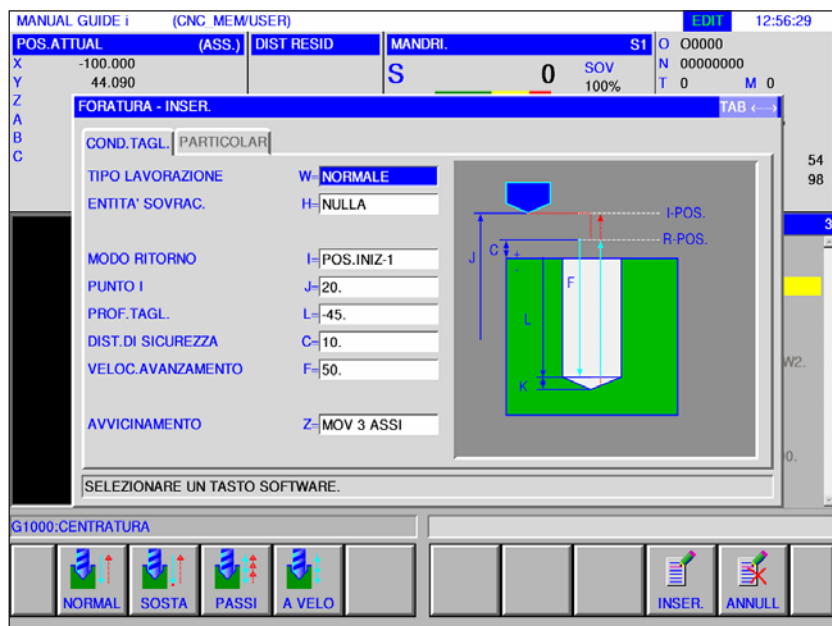 MANUAL GUIDE i (CNC_MEM/USER) EDIT 12:56:29
POS.ATTUAL (ASS.) DIST RESID MANDRI. S1 O O0000
X -100.000 N 00000000
Y 44.090 S 0 SOV 100% T 0 M 0
Z
A
B
C
54
98
FORATURA - INSER. TAB ←→
COND.TAGL. PARTICOLAR
TIPO LAVORAZIONE W=NORMALE
ENTITA' SOVRAC. H=NULLA
MODO RITORNO I=POS.INIZ-1
PUNTO I J=20.
PROF.TAGL. L=-45.
DIST.DI SICUREZZA C=10.
VELOC.AVANZAMENTO F=50.
AVVICINAMENTO Z=MOV 3 ASSI
I-POS.
R-POS.
J C + -
F
L
K
3
W2.
0.
SELEZIONARE UN TASTO SOFTWARE.
G1000:CENTRATURA
NORMAL SOSTA PASSI A VELO INSER. ANNULL